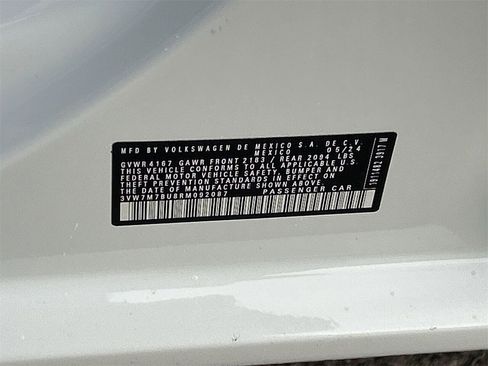 MFD BY VOLKSWAGEN DE MEXICO S.A. DE C.V.
MEXICO 05/24
GVWR 4167 GAWR FRONT 2183 / REAR 2094 LBS
THIS VEHICLE CONFORMS TO ALL APPLICABLE U.S.
FEDERAL MOTOR VEHICLE SAFETY, BUMPER AND
THEFT PREVENTION STANDARDS IN EFFECT ON
THE DATE OF MANUFACTURE SHOWN ABOVE.
3VW7M7BU8RM092087 PASSENGER CAR